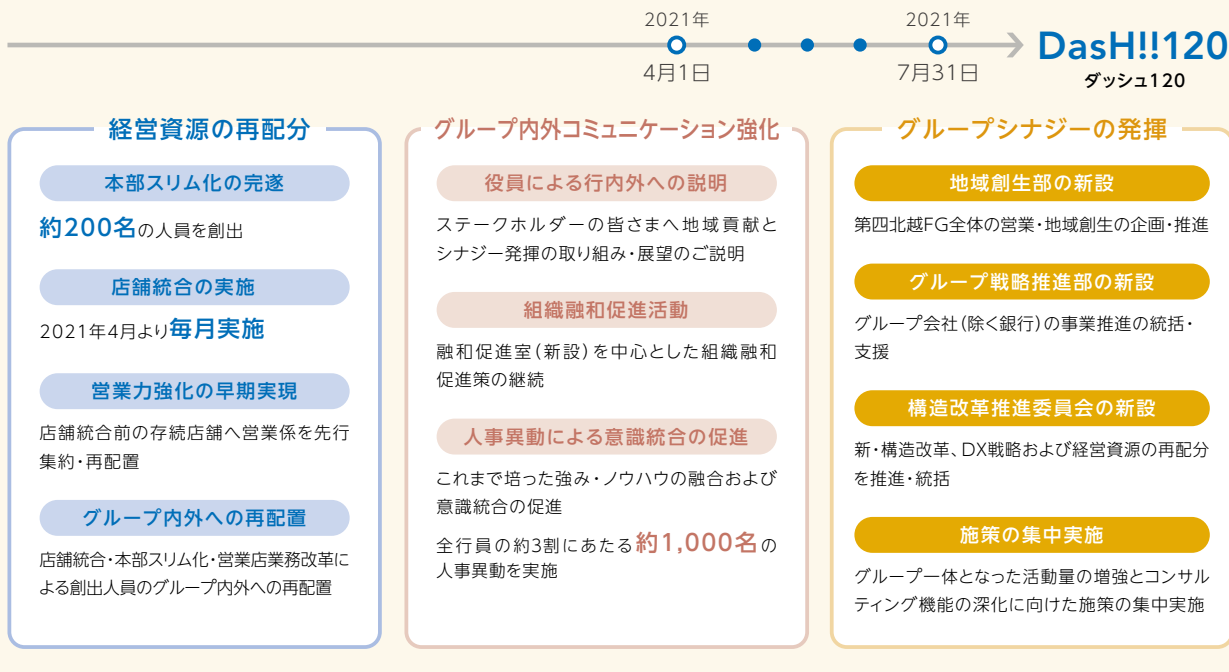 2021年
4月1日
2021年
7月31日
DasH!!120
ダッシュ120
経営資源の再配分
本部スリム化の完遂
約200名の人員を創出
店舗統合の実施
2021年4月より毎月実施
営業力強化の早期実現
店舗統合前の存続店舗へ営業係を先行
集約・再配置
グループ内外への再配置
店舗統合・本部スリム化・営業店業務改革に
よる創出人員のグループ内外への再配置
グループ内外コミュニケーション強化
役員による行内外への説明
ステークホルダーの皆さまへ地域貢献と
シナジー発揮の取り組み・展望のご説明
組織融和促進活動
融和促進室(新設)を中心とした組織融和
促進策の継続
人事異動による意識統合の促進
これまで培った強み・ノウハウの融合および
意識統合の促進
全行員の約3割にあたる約1,000名の
人事異動を実施
グループシナジーの発揮
地域創生部の新設
第四北越FG全体の営業・地域創生の企画・推進
グループ戦略推進部の新設
グループ会社(除く銀行)の事業推進の統括・
支援
構造改革推進委員会の新設
新・構造改革、DX戦略および経営資源の再配分
を推進・統括
施策の集中実施
グループ一体となった活動量の増強とコンサル
ティング機能の深化に向けた施策の集中実施